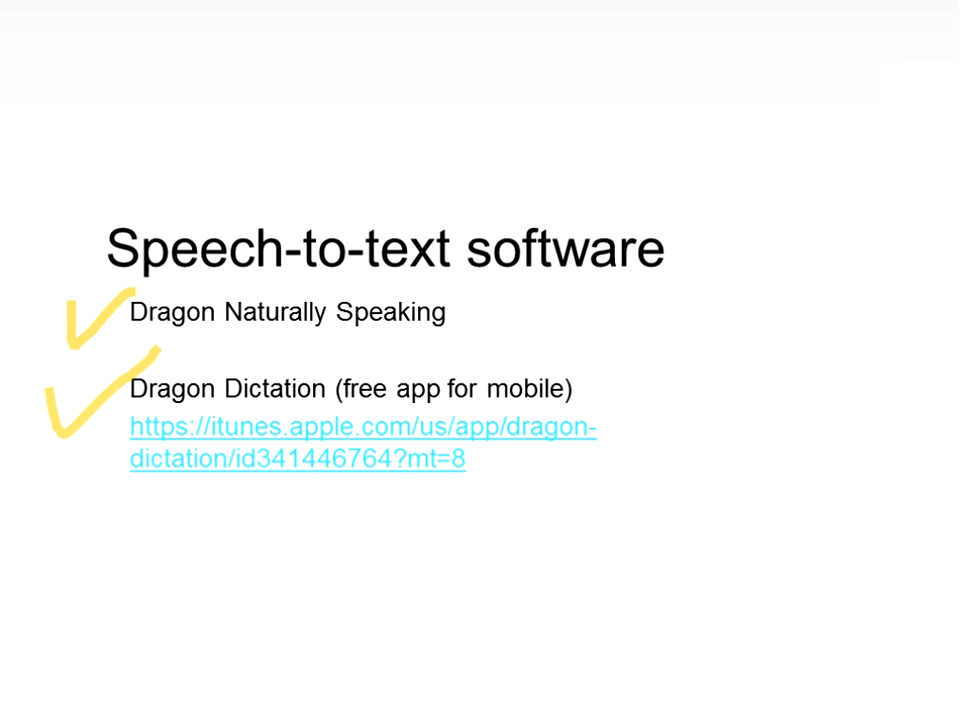 Speech-to-text software
Dragon Naturally Speaking
Dragon Dictation (free app for mobile)
https://itunes.apple.com/us/app/dragon-
dictation/id341446764?mt=8